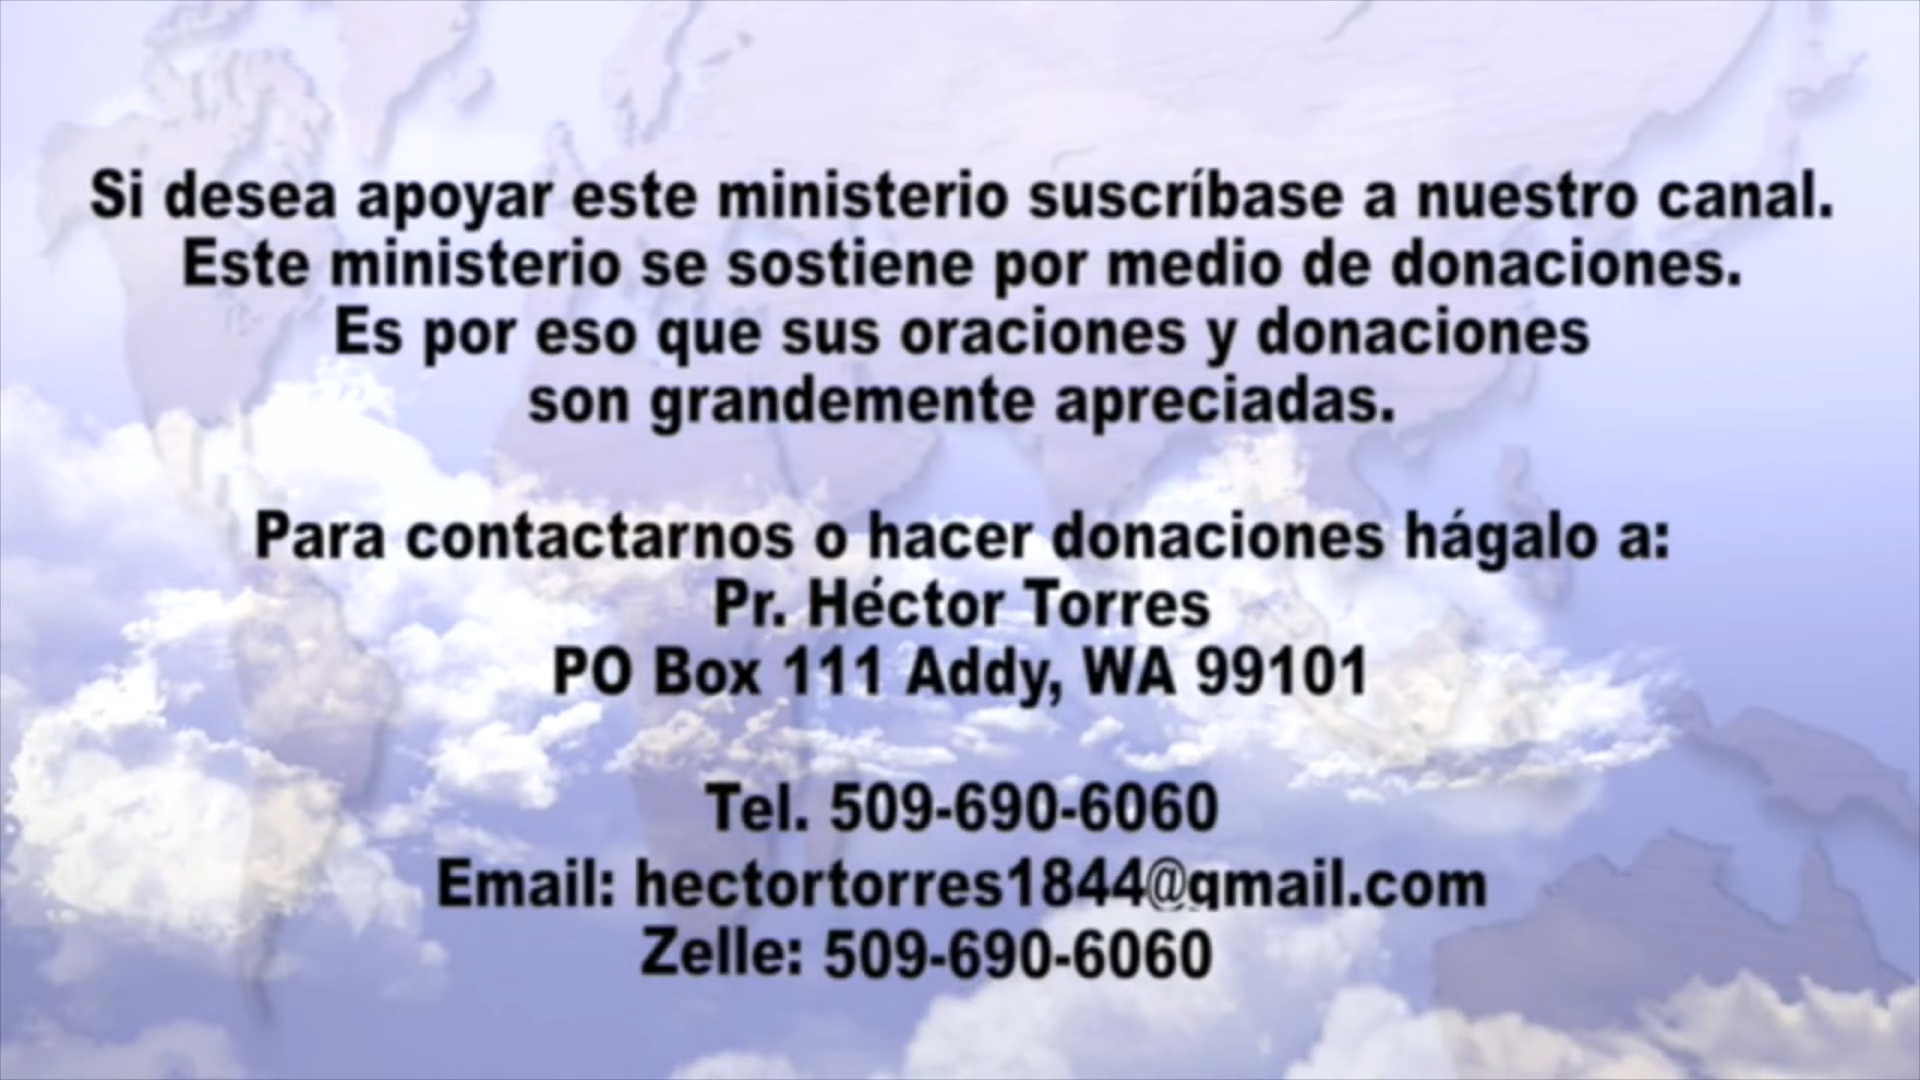 Si desea apoyar este ministerio suscríbase a nuestro canal.
Este ministerio se sostiene por medio de donaciones.
Es por eso que sus oraciones y donaciones
son grandemente apreciadas.
Para contactarnos o hacer donaciones hágalo a:
Pr. Héctor Torres
PO Box 111 Addy, WA 99101
Tel. 509-690-6060
Email: hectortorres1844@gmail.com
Zelle: 509-690-6060